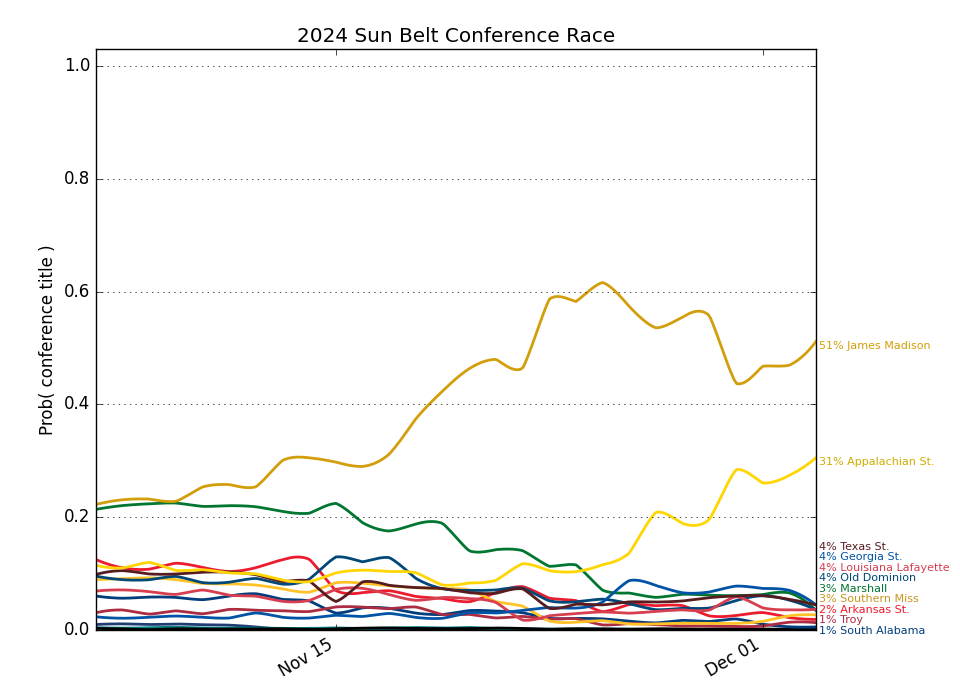 2024 Sun Belt Conference Race
Prob( conference title )
1.0
0.8
0.6
0.4
0.2
0.0
Nov 15
Dec 01
51% James Madison
31% Appalachian St.
4% Texas St.
4% Georgia St.
4% Louisiana Lafayette
4% Old Dominion
3% Marshall
3% Southern Miss
2% Arkansas St.
1% Troy
1% South Alabama